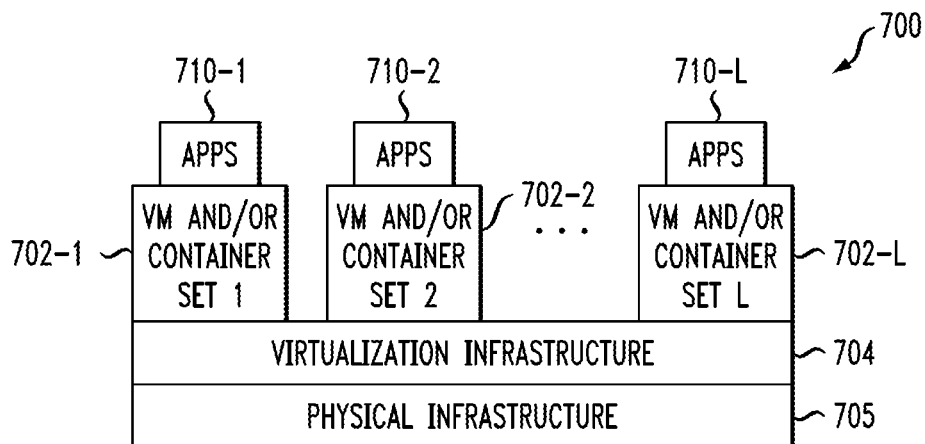 700
710-1
710-2
710-L
APPS
APPS
APPS
702-1
VM AND/OR
CONTAINER
SET 1
VM AND/OR
CONTAINER
SET 2
702-2
. . .
VM AND/OR
CONTAINER
SET L
702-L
VIRTUALIZATION INFRASTRUCTURE
704
PHYSICAL INFRASTRUCTURE
705